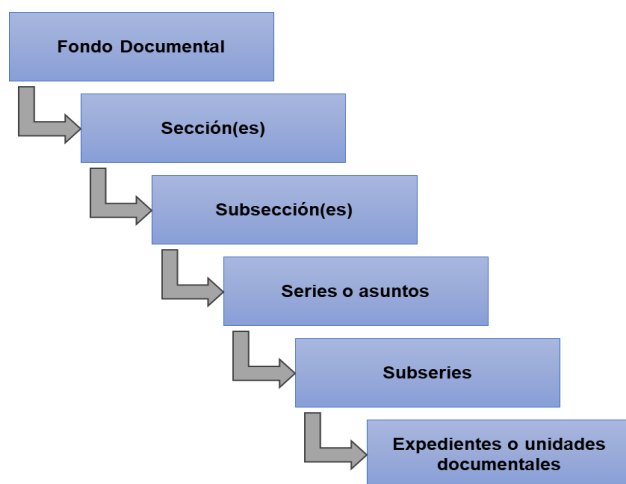 Fondo Documental
Sección(es)
Subsección(es)
Series o asuntos
Subseries
Expedientes o unidades
documentales